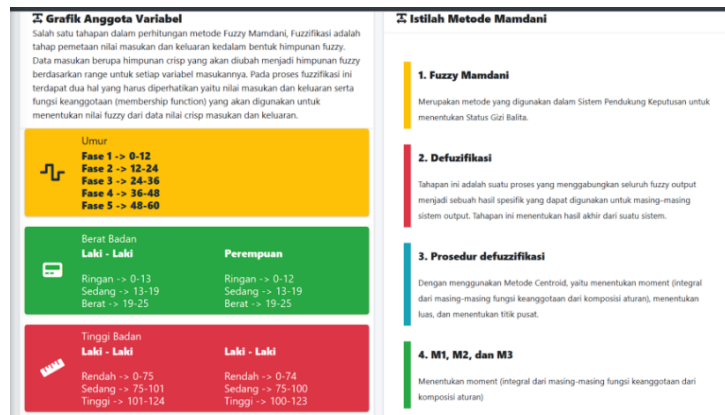 Grafik Anggota Variabel
Salah satu tahapan dalam perhitungan metode Fuzzy Mamdani, Fuzzifikasi adalah
tahap pemetaan nilai masukan dan keluaran kedalam bentuk himpunan fuzzy.
Data masukan berupa himpunan crisp yang akan diubah menjadi himpunan fuzzy
berdasarkan range untuk setiap variabel masukannya. Pada proses fuzzifikasi ini
terdapat dua hal yang harus diperhatikan yaitu nilai masukan dan keluaran serta
fungsi keanggotaan (membership function) yang akan digunakan untuk
menentukan nilai fuzzy dari data nilai crisp masukan dan keluaran.
Umur
Fase 1 -> 0-12
Fase 2 -> 12-24
Fase 3 -> 24-36
Fase 4 -> 36-48
Fase 5 -> 48-60
Berat Badan
Laki - Laki
Ringan -> 0-13
Sedang -> 13-19
Berat -> 19-25
Perempuan
Ringan -> 0-12
Sedang -> 13-19
Berat -> 19-25
Tinggi Badan
Laki - Laki
Rendah -> 0-75
Sedang -> 75-101
Tinggi -> 101-124
Laki - Laki
Rendah -> 0-74
Sedang -> 75-100
Tinggi -> 100-123
Istilah Metode Mamdani
1. Fuzzy Mamdani
Merupakan metode yang digunakan dalam Sistem Pendukung Keputusan untuk
menentukan Status Gizi Balita.
2. Defuzifikasi
Tahapan ini adalah suatu proses yang menggabungkan seluruh fuzzy output
menjadi sebuah hasil spesifik yang dapat digunakan untuk masing-masing
sistem output. Tahapan ini menentukan hasil akhir dari suatu sistem.
3. Prosedur defuzzifikasi
Dengan menggunakan Metode Centroid, yaitu menentukan moment (integral
dari masing-masing fungsi keanggotaan dari komposisi aturan), menentukan
luas, dan menentukan titik pusat.
4. M1, M2, dan M3
Menentukan moment (integral dari masing-masing fungsi keanggotaan dari
komposisi aturan)